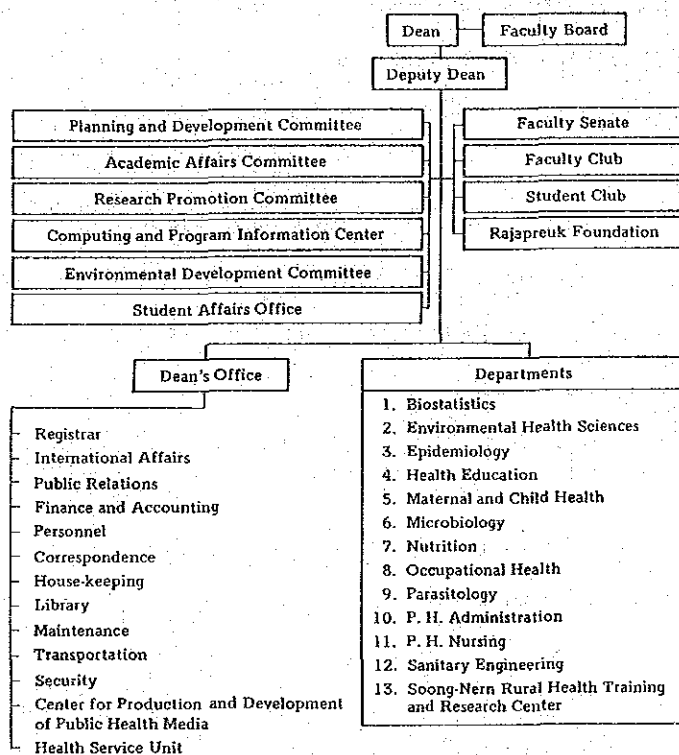 Dean
Faculty Board
Deputy Dean
Planning and Development Committee
Academic Affairs Committee
Research Promotion Committee
Computing and Program Information Center
Environmental Development Committee
Student Affairs Office
Faculty Senate
Faculty Club
Student Club
Rajapreuk Foundation
Dean's Office
Registrar
International Affairs
Public Relations
Finance and Accounting
Personnel
Correspondence
House-keeping
Library
Maintenance
Transportation
Security
Center for Production and Development
of Public Health Media
Health Service Unit
Departments
1. Biostatistics
2. Environmental Health Sciences
3. Epidemiology
4. Health Education
5. Maternal and Child Health
6. Microbiology
7. Nutrition
8. Occupational Health
9. Parasitology
10. P. H. Administration
11. P. H. Nursing
12. Sanitary Engineering
13. Soong-Nern Rural Health Training
and Research Center